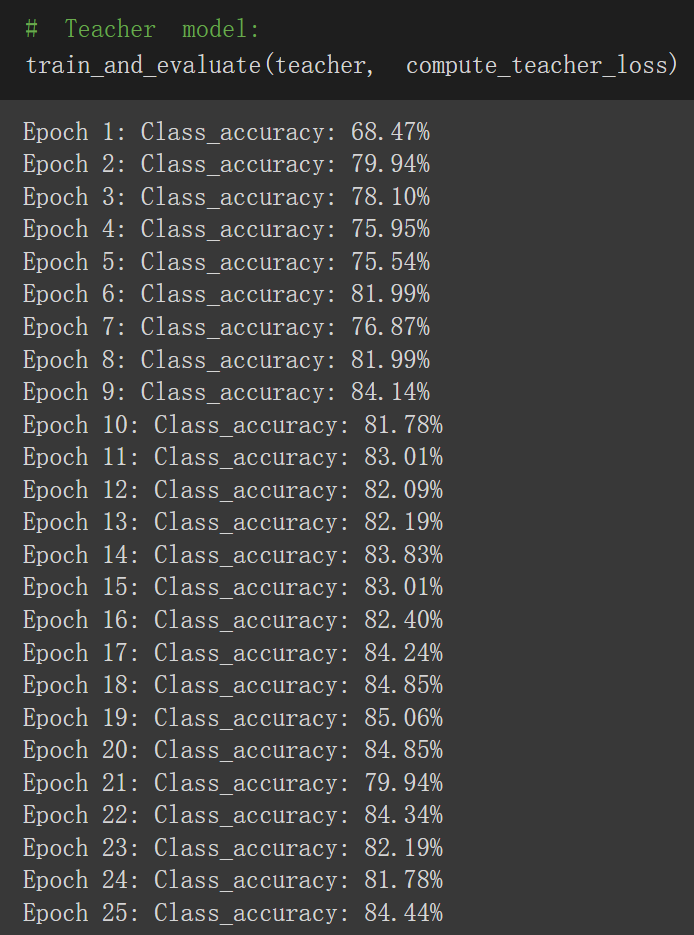 # Teacher model:
train_and_evaluate(teacher, compute_teacher_loss)
Epoch 1: Class_accuracy: 68.47%
Epoch 2: Class_accuracy: 79.94%
Epoch 3: Class_accuracy: 78.10%
Epoch 4: Class_accuracy: 75.95%
Epoch 5: Class_accuracy: 75.54%
Epoch 6: Class_accuracy: 81.99%
Epoch 7: Class_accuracy: 76.87%
Epoch 8: Class_accuracy: 81.99%
Epoch 9: Class_accuracy: 84.14%
Epoch 10: Class_accuracy: 81.78%
Epoch 11: Class_accuracy: 83.01%
Epoch 12: Class_accuracy: 82.09%
Epoch 13: Class_accuracy: 82.19%
Epoch 14: Class_accuracy: 83.83%
Epoch 15: Class_accuracy: 83.01%
Epoch 16: Class_accuracy: 82.40%
Epoch 17: Class_accuracy: 84.24%
Epoch 18: Class_accuracy: 84.85%
Epoch 19: Class_accuracy: 85.06%
Epoch 20: Class_accuracy: 84.85%
Epoch 21: Class_accuracy: 79.94%
Epoch 22: Class_accuracy: 84.34%
Epoch 23: Class_accuracy: 82.19%
Epoch 24: Class_accuracy: 81.78%
Epoch 25: Class_accuracy: 84.44%